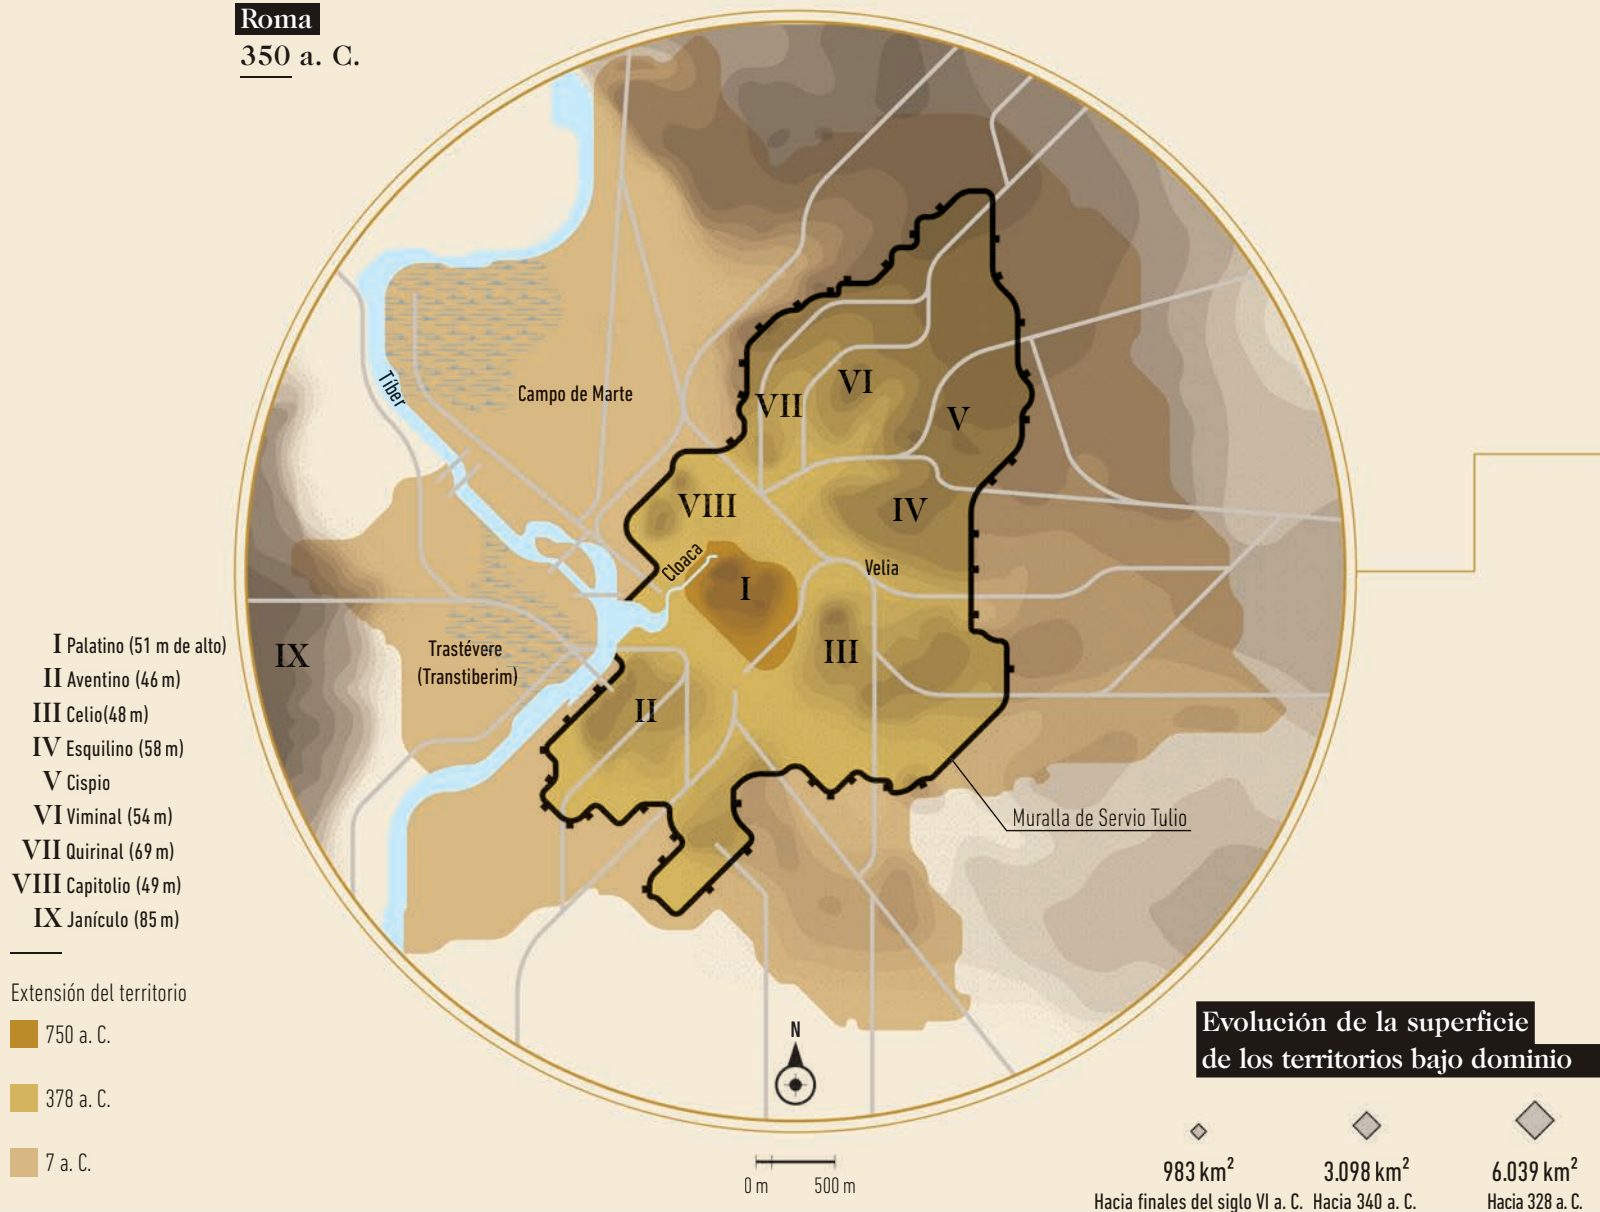 Roma
350 a. C.
Tíber
Campo de Marte
VI
VII
V
VIII
IV
Cloaca
Velia
I
IX
Trastévere
(Transtiberim)
III
II
Muralla de Servio Tulio
I Palatino (51 m de alto)
II Aventino (46 m)
III Celio(48 m)
IV Esquilino (58 m)
V Cispio
VI Viminal (54 m)
VII Quirinal (69 m)
VIII Capitolio (49 m)
IX Janículo (85 m)
Extensión del territorio
750 a. C.
378 a. C.
7 a. C.
N
0 m 500 m
Evolución de la superficie
de los territorios bajo dominio
983 km² 3.098 km² 6.039 km²
Hacia finales del siglo VI a. C. Hacia 340 a. C. Hacia 328 a. C.